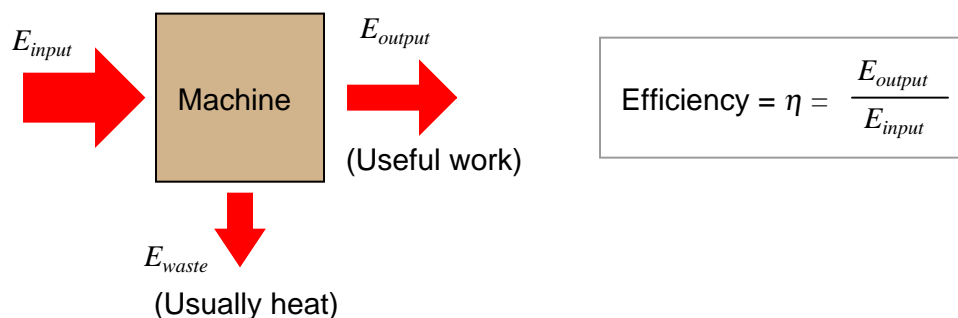 E_input
E_output
Machine
(Useful work)
E_waste
(Usually heat)
Efficiency = η = E_output / E_input